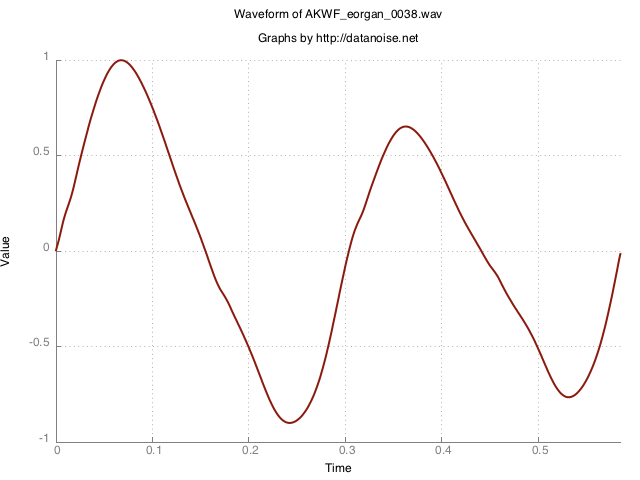 Waveform of AKWF_eorgan_0038.wav
Graphs by http://datanoise.net
1
0.5
0
-0.5
-1
Value
0 0.1 0.2 0.3 0.4 0.5
Time